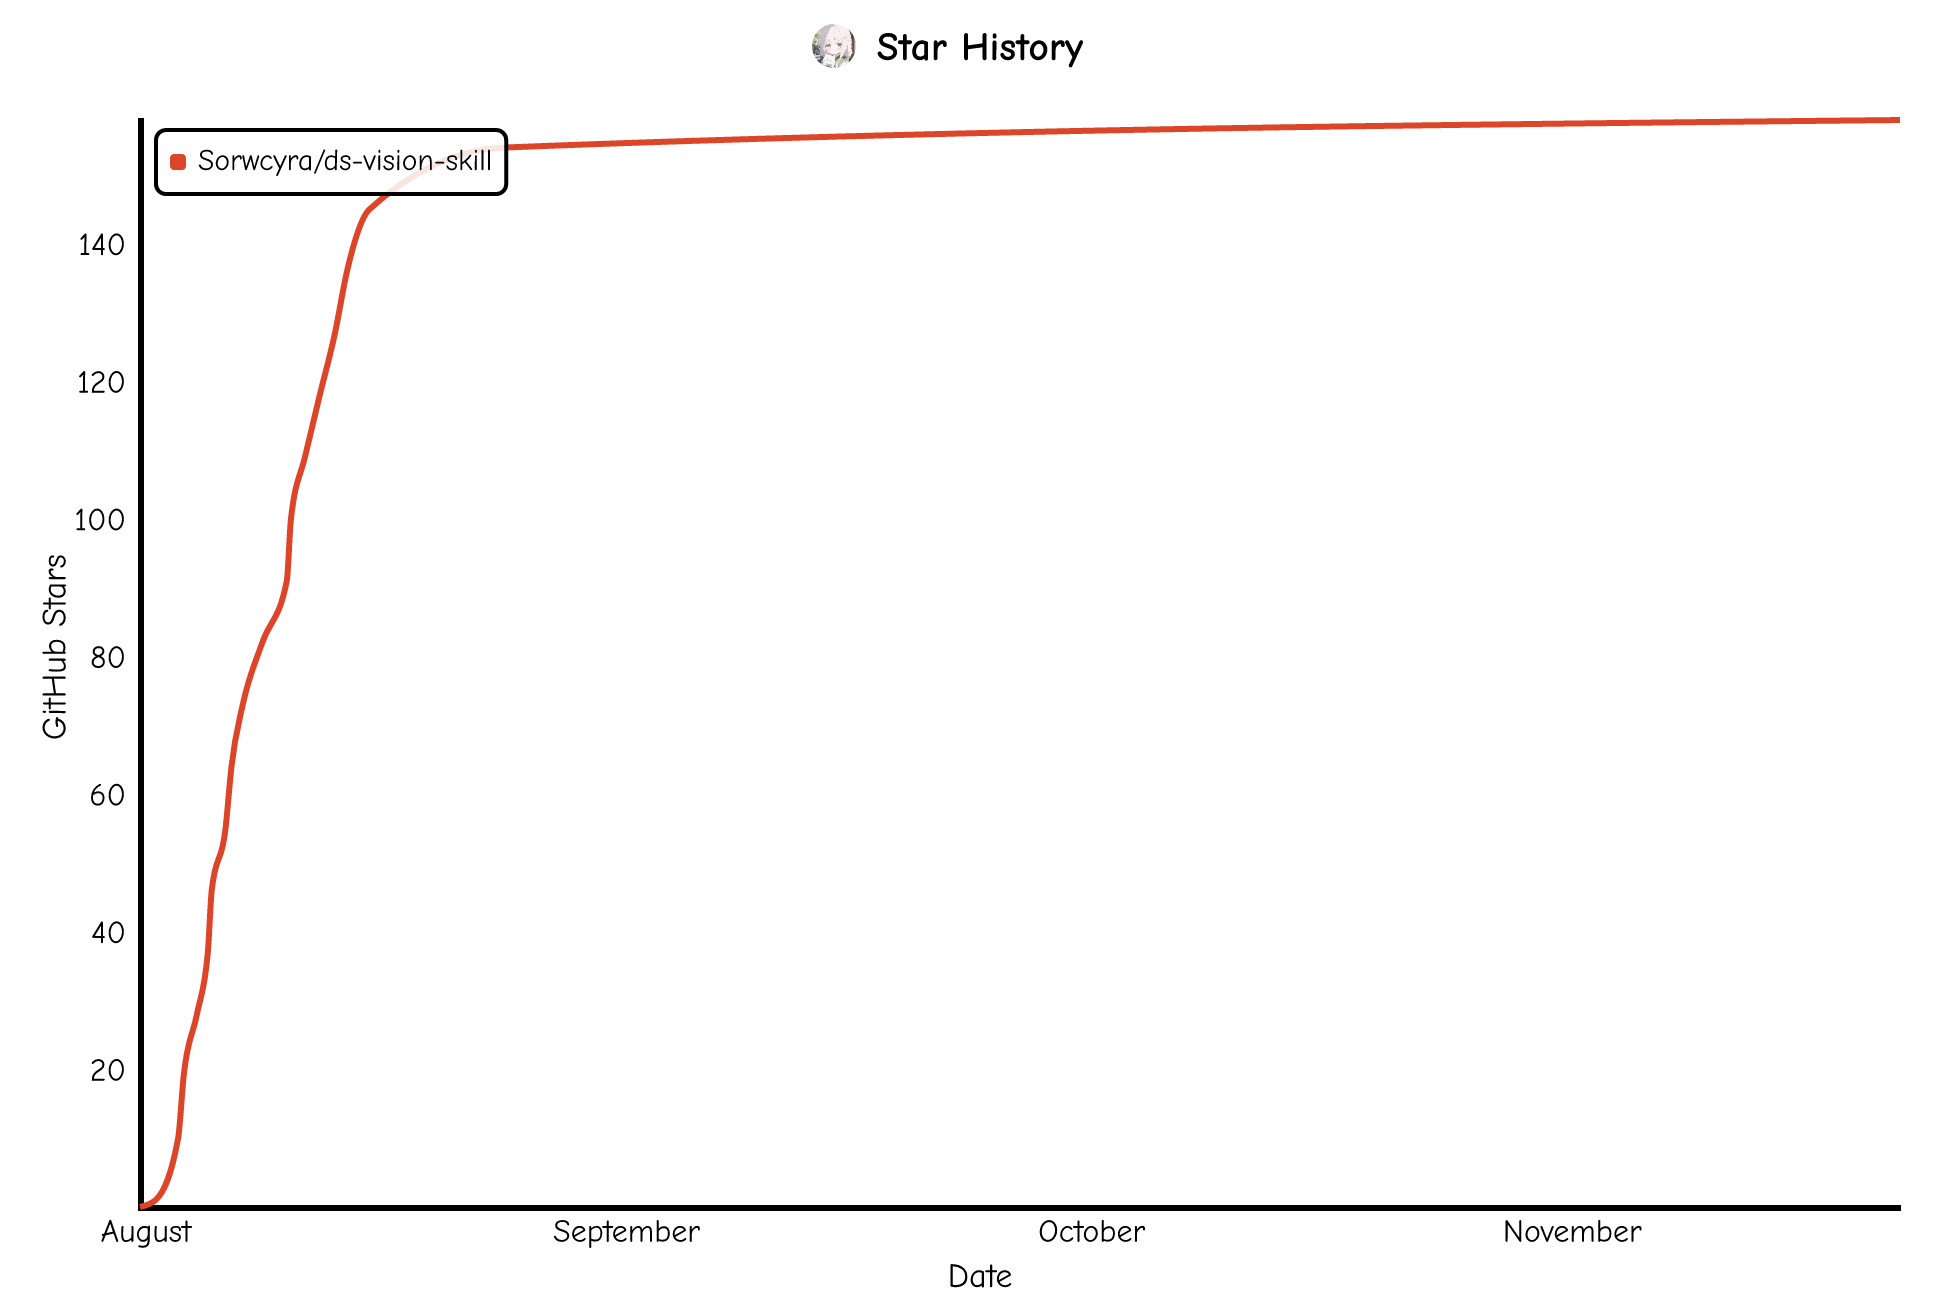 Star History
Sorwcyra/ds-vision-skill
140
120
100
80
60
40
20
GitHub Stars
August
September
October
November
Date